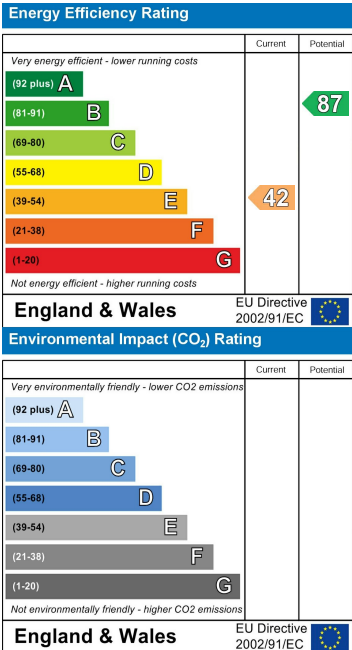 Energy Efficiency Rating
Current Potential
Very energy efficient - lower running costs
(92 plus) A
(81-91) B
87
(69-80) C
(55-68) D
(39-54) E
42
(21-38) F
(1-20) G
Not energy efficient - higher running costs
England & Wales
EU Directive
2002/91/EC
Environmental Impact (CO₂) Rating
Current Potential
Very environmentally friendly - lower CO2 emissions
(92 plus) A
(81-91) B
(69-80) C
(55-68) D
(39-54) E
(21-38) F
(1-20) G
Not environmentally friendly - higher CO2 emissions
England & Wales
EU Directive
2002/91/EC